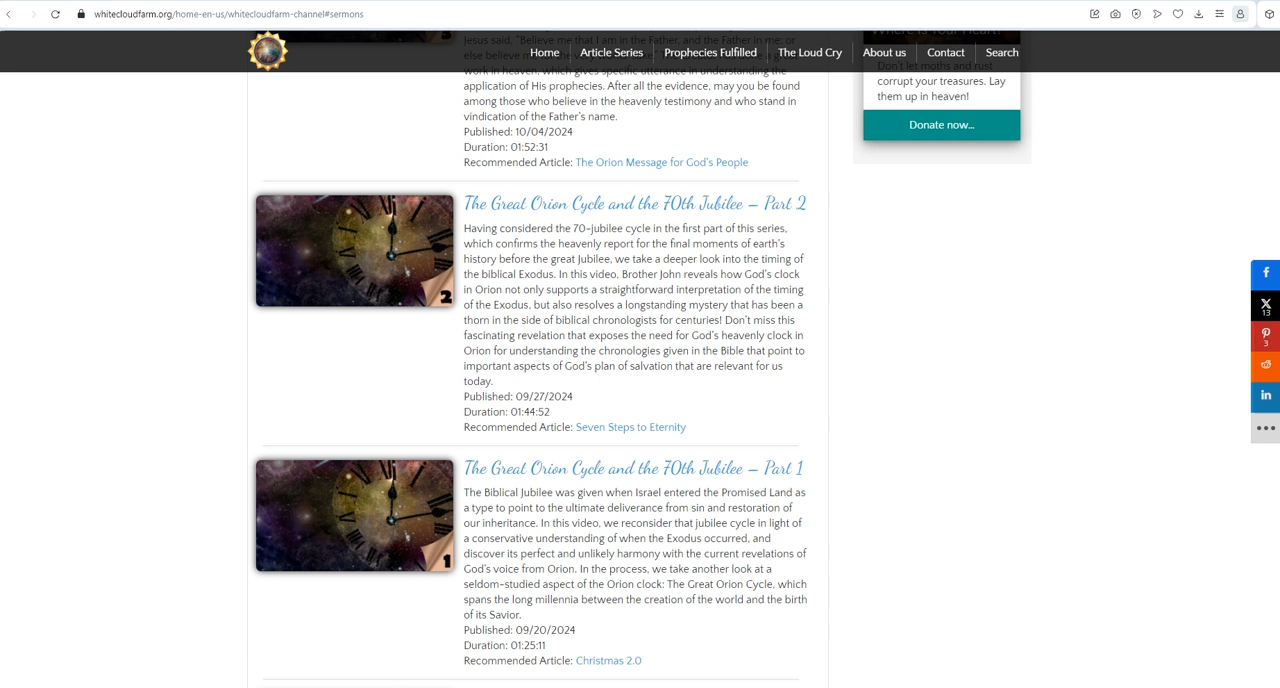 whitecloudfarm.org/home-en-us/whitecloudfarm-channel#sermons
Home Article Series Prophecies Fulfilled The Loud Cry About us Contact Search
Where is Your Heart?
Jesus said, "Believe me that I am in the Father, and the Father in me: or
work in heaven, which gives specific utterance in understanding the
application of His prophecies. After all the evidence, may you be found
among those who believe in the heavenly testimony and who stand in
vindication of the Father's name.
Published: 10/04/2024
Duration: 01:52:31
Recommended Article: The Orion Message for God's People
Don't let moths and rust
corrupt your treasures. Lay
them up in heaven!
Donate now...
The Great Orion Cycle and the 70th Jubilee – Part 2
Having considered the 70-jubilee cycle in the first part of this series,
which confirms the heavenly report for the final moments of earth's
history before the great Jubilee, we take a deeper look into the timing of
the biblical Exodus. In this video, Brother John reveals how God's clock
in Orion not only supports a straightforward interpretation of the timing
of the Exodus, but also resolves a longstanding mystery that has been a
thorn in the side of biblical chronologists for centuries! Don't miss this
fascinating revelation that exposes the need for God's heavenly clock in
Orion for understanding the chronologies given in the Bible that point to
important aspects of God's plan of salvation that are relevant for us
today.
Published: 09/27/2024
Duration: 01:44:52
Recommended Article: Seven Steps to Eternity
2
The Great Orion Cycle and the 70th Jubilee – Part 1
The Biblical Jubilee was given when Israel entered the Promised Land as
a type to point to the ultimate deliverance from sin and restoration of
our inheritance. In this video, we reconsider that jubilee cycle in light of
a conservative understanding of when the Exodus occurred, and
discover its perfect and unlikely harmony with the current revelations of
God's voice from Orion. In the process, we take another look at a
seldom-studied aspect of the Orion clock: The Great Orion Cycle, which
spans the long millennia between the creation of the world and the birth
of its Savior.
Published: 09/20/2024
Duration: 01:25:11
Recommended Article: Christmas 2.0
1
13
3